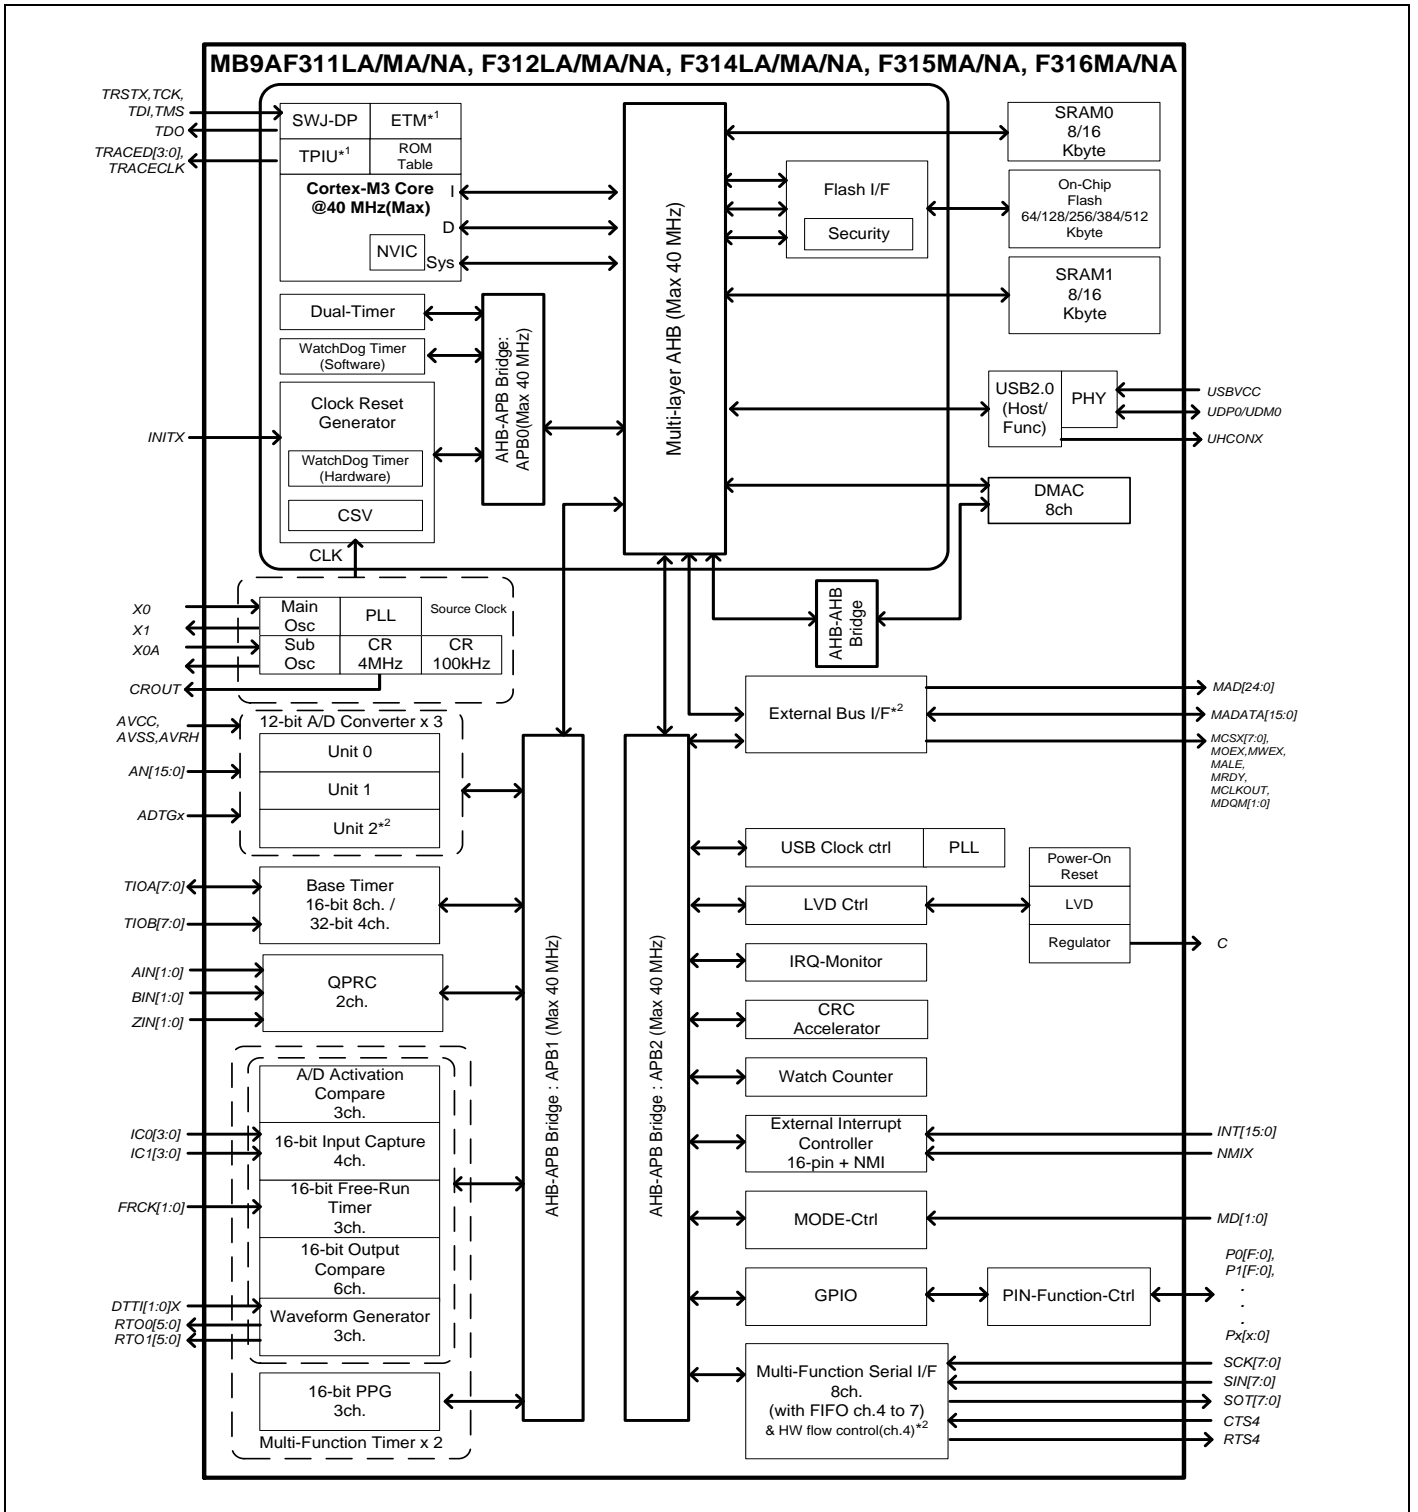 MB9AF311LA/MA/NA, F312LA/MA/NA, F314LA/MA/NA, F315MA/NA, F316MA/NA
TRSTX,TCK,
TDI,TMS
TDO
TRACED[3:0],
TRACECLK
SWJ-DP
ETM*1
TPIU*1
ROM
Table
Cortex-M3 Core
@40 MHz(Max)
I
D
Sys
NVIC
Dual-Timer
WatchDog Timer
(Software)
Clock Reset
Generator
WatchDog Timer
(Hardware)
CSV
CLK
INITX
AHB-APB Bridge:
APB0(Max 40 MHz)
Multi-layer AHB (Max 40 MHz)
Flash I/F
Security
SRAM0
8/16
Kbyte
On-Chip
Flash
64/128/256/384/512
Kbyte
SRAM1
8/16
Kbyte
USB2.0
(Host/
Func)
PHY
USBVCC
UDP0/UDM0
UHCONX
DMAC
8ch
AHB-AHB
Bridge
X0
X1
X0A
CROUT
Main
Osc
PLL
Source Clock
Sub
Osc
CR
4MHz
CR
100kHz
AVCC,
AVSS,AVRH
AN[15:0]
ADTGx
12-bit A/D Converter x 3
Unit 0
Unit 1
Unit 2*2
TIOA[7:0]
TIOB[7:0]
Base Timer
16-bit 8ch. /
32-bit 4ch.
AIN[1:0]
BIN[1:0]
ZIN[1:0]
QPRC
2ch.
A/D Activation
Compare
3ch.
IC0[3:0]
IC1[3:0]
16-bit Input Capture
4ch.
FRCK[1:0]
16-bit Free-Run
Timer
3ch.
16-bit Output
Compare
6ch.
DTTI[1:0]X
RTO0[5:0]
RTO1[5:0]
Waveform Generator
3ch.
16-bit PPG
3ch.
Multi-Function Timer x 2
AHB-APB Bridge : APB1 (Max 40 MHz)
AHB-APB Bridge : APB2 (Max 40 MHz)
External Bus I/F*2
MAD[24:0]
MADATA[15:0]
MCSX[7:0],
MOEX,MWEX,
MALE,
MRDY,
MCLKOUT,
MDQM[1:0]
USB Clock ctrl
PLL
LVD Ctrl
Power-On
Reset
LVD
Regulator
C
IRQ-Monitor
CRC
Accelerator
Watch Counter
External Interrupt
Controller
16-pin + NMI
INT[15:0]
NMIX
MODE-Ctrl
MD[1:0]
GPIO
PIN-Function-Ctrl
P0[F:0],
P1[F:0],
.
.
.
Px[x:0]
Multi-Function Serial I/F
8ch.
(with FIFO ch.4 to 7)
& HW flow control(ch.4)*2
SCK[7:0]
SIN[7:0]
SOT[7:0]
CTS4
RTS4